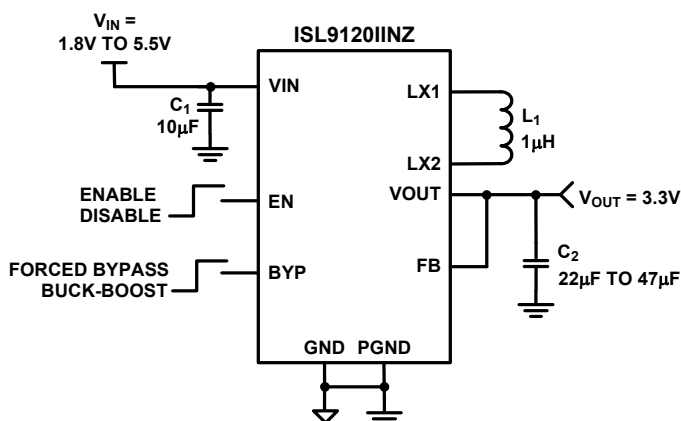 ISL9120IINZ
V_IN =
1.8V TO 5.5V
VIN
C1
10μF
LX1
L1
1μH
LX2
ENABLE
DISABLE
EN
VOUT
VOUT = 3.3V
FORCED BYPASS
BUCK-BOOST
BYP
FB
C2
22μF TO 47μF
GND PGND